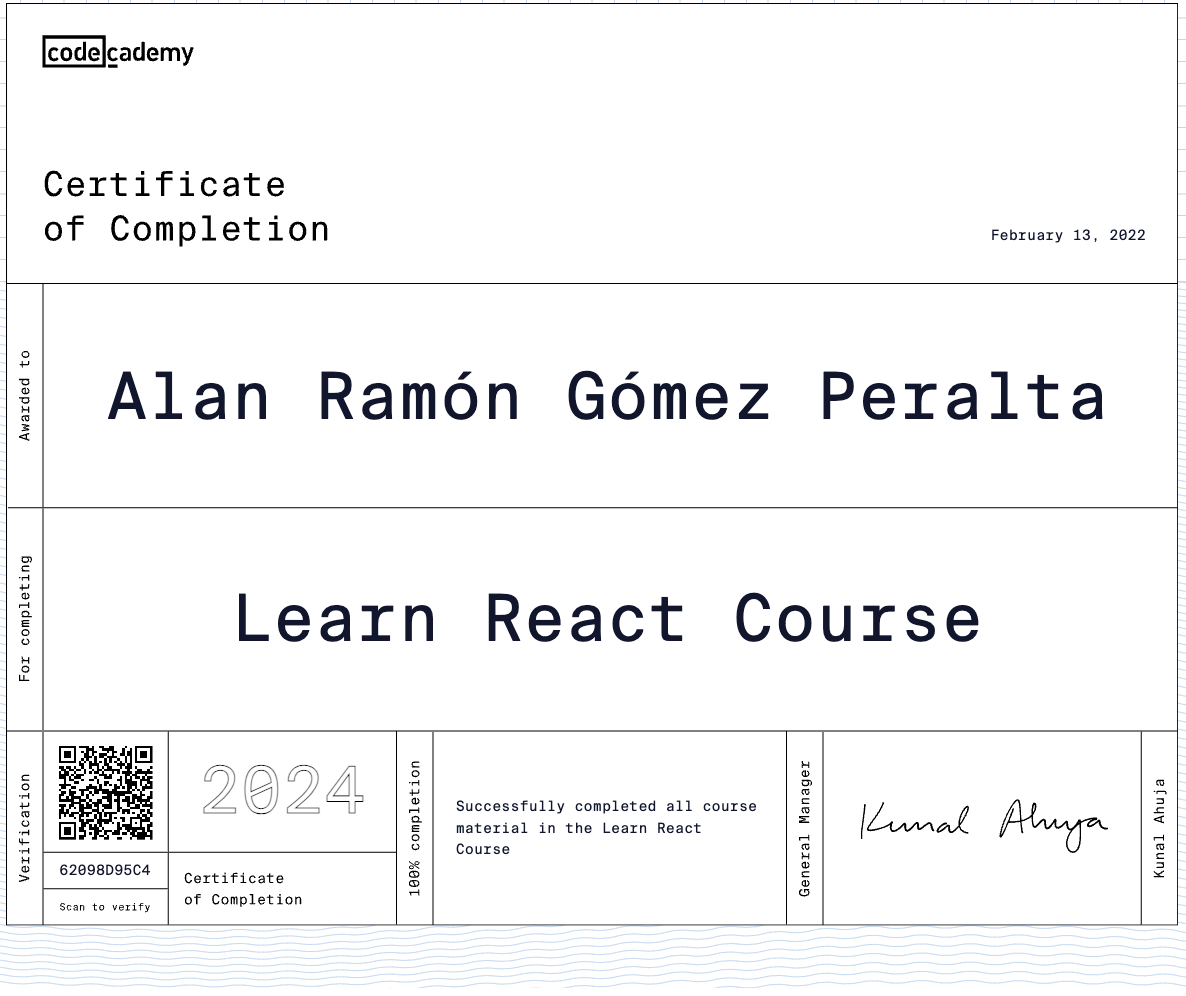 codecademy
Certificate
of Completion
February 13, 2022
Awarded to
Alan Ramón Gómez Peralta
For completing
Learn React Course
Verification
62098D95C4
Scan to verify
2024
Certificate
of Completion
100% completion
Successfully completed all course
material in the Learn React
Course
General Manager
Kunal Ahuja
Kunal Ahuja